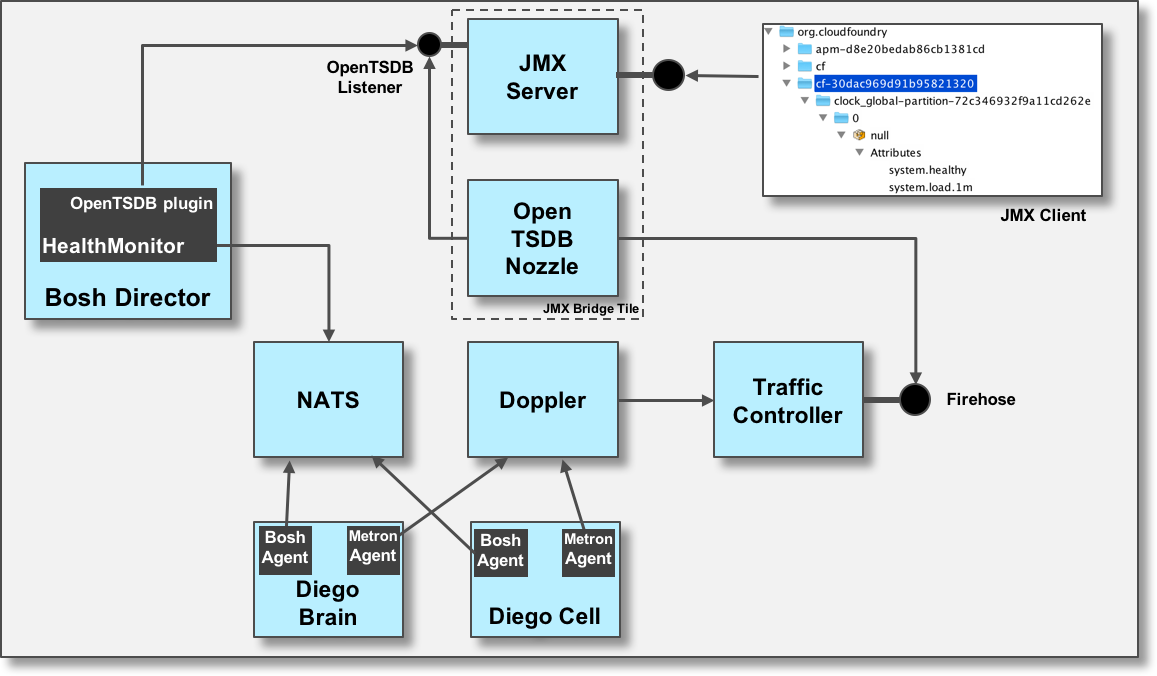 OpenTSDB
Listener
JMX
Server
org.cloudfoundry
apm-d8e20bedab86cb1381cd
cf
cf-30dac969d91b95821320
clock_global-partition-72c346932f9a11cd262e
0
null
Attributes
system.healthy
system.load.1m
JMX Client
OpenTSDB plugin
HealthMonitor
Bosh Director
Open
TSDB
Nozzle
JMX Bridge Tile
NATS
Doppler
Traffic
Controller
Firehose
Bosh
Agent
Metron
Agent
Diego
Brain
Bosh
Agent
Metron
Agent
Diego Cell